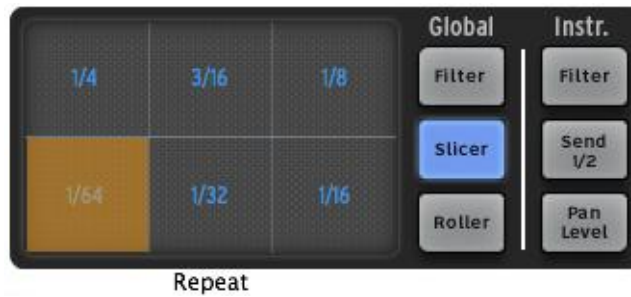 Global Instr.
1/4 3/16 1/8
Filter Filter
Slicer Send 1/2
1/64 1/32 1/16
Roller Pan Level
Repeat